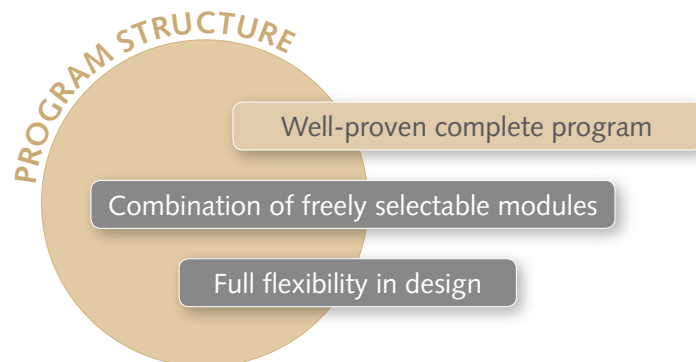 PROGRAM STRUCTURE
Well-proven complete program
Combination of freely selectable modules
Full flexibility in design